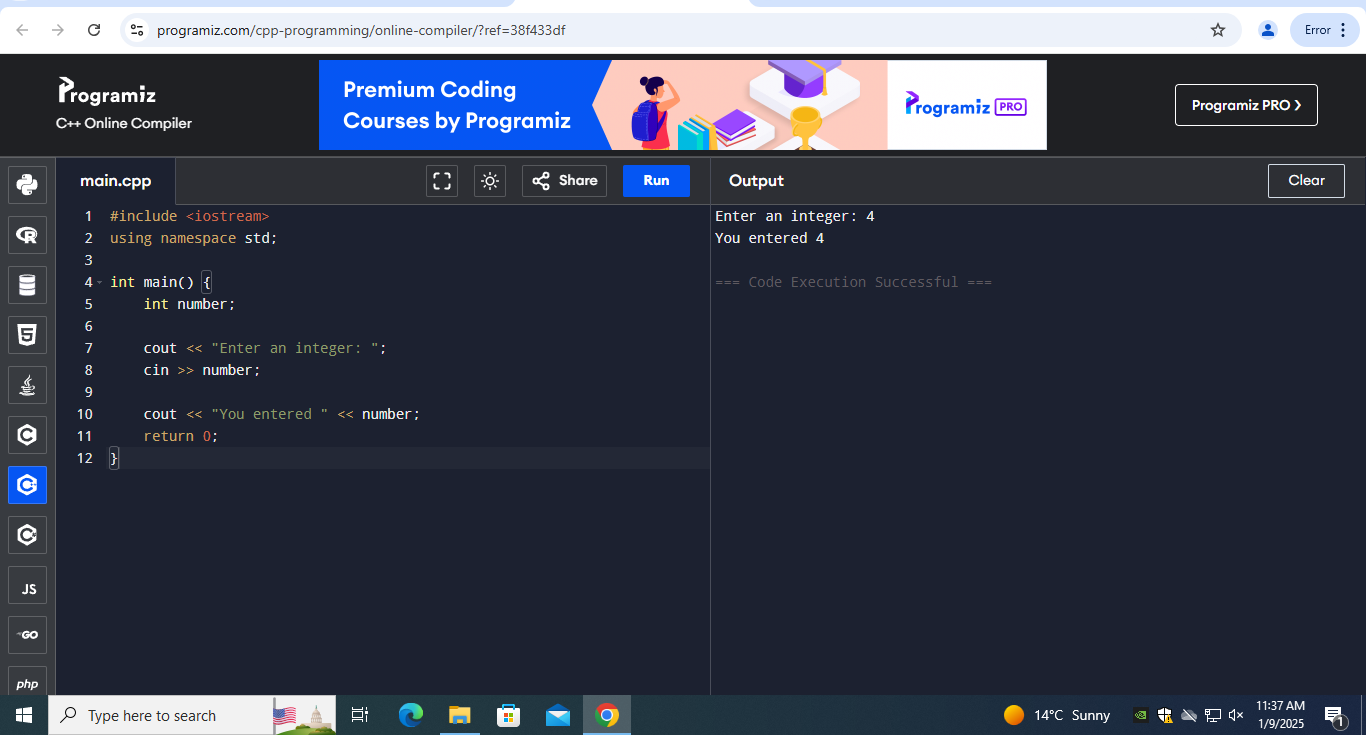 programiz.com/cpp-programming/online-compiler/?ref=38f433df
Error
Programiz
C++ Online Compiler
Premium Coding
Courses by Programiz
Programiz PRO
Programiz PRO ❯
main.cpp
Share
Run
Output
Clear
1 #include <iostream>
2 using namespace std;
3
4 int main() {
5     int number;
6
7     cout << "Enter an integer: ";
8     cin >> number;
9
10     cout << "You entered " << number;
11     return 0;
12 }
Enter an integer: 4
You entered 4
=== Code Execution Successful ===
R
5
C
C
C
JS
GO
php
Type here to search
14°C Sunny
11:37 AM
1/9/2025
1